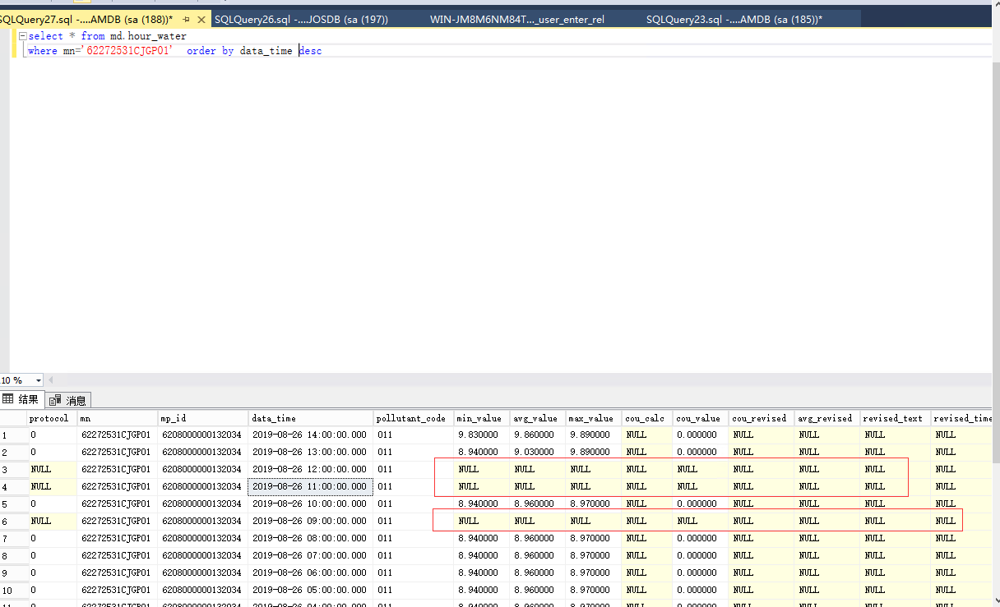 SQLQuery27.sql -....AMDB (sa (188))* SQLQuery26.sql -....JOSDB (sa (197)) WIN-JM8M6NM84T..._user_enter_rel SQLQuery23.sql -....AMDB (sa (185))*
select * from md.hour_water
where mn='62272531CJGP01' order by data_time desc
10 %
结果 消息
protocol mn mp_id data_time pollutant_code min_value avg_value max_value cou_calc cou_value cou_revised avg_revised revised_text revised_time
1 0 62272531CJGP01 6208000000132034 2019-08-26 14:00:00.000 011 9.830000 9.860000 9.890000 NULL 0.000000 NULL NULL NULL NULL
2 0 62272531CJGP01 6208000000132034 2019-08-26 13:00:00.000 011 8.940000 9.030000 9.890000 NULL 0.000000 NULL NULL NULL NULL
3 NULL 62272531CJGP01 6208000000132034 2019-08-26 12:00:00.000 011 NULL NULL NULL NULL NULL NULL NULL NULL NULL
4 NULL 62272531CJGP01 6208000000132034 2019-08-26 11:00:00.000 011 NULL NULL NULL NULL NULL NULL NULL NULL NULL
5 0 62272531CJGP01 6208000000132034 2019-08-26 10:00:00.000 011 8.940000 8.960000 8.970000 NULL 0.000000 NULL NULL NULL NULL
6 NULL 62272531CJGP01 6208000000132034 2019-08-26 09:00:00.000 011 NULL NULL NULL NULL NULL NULL NULL NULL NULL
7 0 62272531CJGP01 6208000000132034 2019-08-26 08:00:00.000 011 8.940000 8.960000 8.970000 NULL 0.000000 NULL NULL NULL NULL
8 0 62272531CJGP01 6208000000132034 2019-08-26 07:00:00.000 011 8.940000 8.960000 8.970000 NULL 0.000000 NULL NULL NULL NULL
9 0 62272531CJGP01 6208000000132034 2019-08-26 06:00:00.000 011 8.940000 8.960000 8.970000 NULL 0.000000 NULL NULL NULL NULL
10 0 62272531CJGP01 6208000000132034 2019-08-26 05:00:00.000 011 8.940000 8.960000 8.970000 NULL 0.000000 NULL NULL NULL NULL